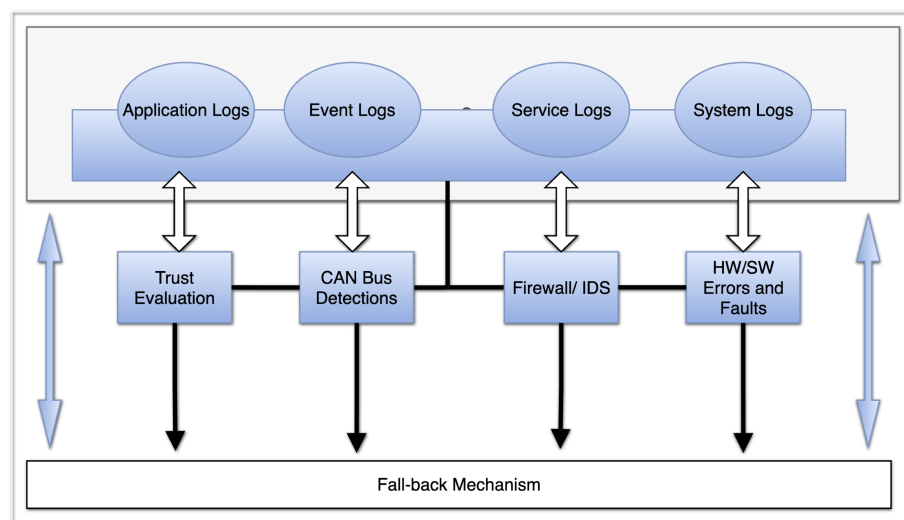 Application Logs
Event Logs
Service Logs
System Logs
Trust
Evaluation
CAN Bus
Detections
Firewall/ IDS
HW/SW
Errors and
Faults
Fall-back Mechanism